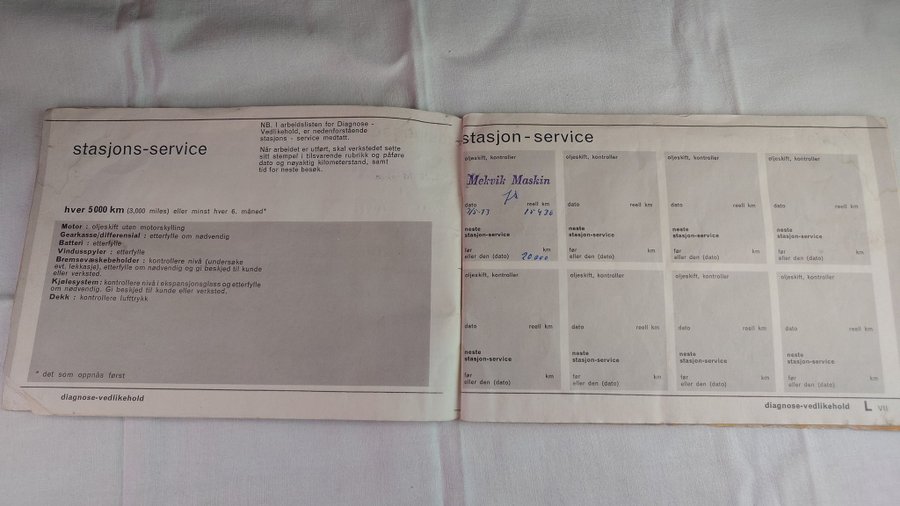 stasjons-service
NB. I arbeidslisten for Diagnose -
Vedlikehold, er nedenforstående
stasjons - service medtatt.
Når arbeidet er utført, skal verkstedet sette
sitt stempel i tilsvarende rubrikk og påføre
dato og nøyaktig kilometerstand, samt
tid for neste besøk.
hver 5000 km (3,000 miles) eller minst hver 6. måned*
Motor : oljeskift uten motorskylling
Gearkasse/differensial : etterfylle om nødvendig
Batteri : etterfylle
Vindusspyler : etterfylle
Bremsevæskebeholder : kontrollere nivå (undersøke
evt. lekkasje), etterfylle om nødvendig og gi beskjed til kunde
eller verksted.
Kjølesystem : kontrollere nivå i ekspansjonsglass og etterfylle
om nødvendig. Gi beskjed til kunde eller verksted.
Dekk : kontrollere lufttrykk
* det som oppnås først
diagnose-vedlikehold
stasjon - service
oljeskift, kontroller
Mekvik Maskin
dato reell km
15430
neste
stasjon-service
før km
eller den (dato) 20000
oljeskift, kontroller
dato reell km
neste
stasjon-service
før km
eller den (dato)
oljeskift, kontroller
dato reell km
neste
stasjon-service
før km
eller den (dato)
oljeskift, kontroller
dato reell km
neste
stasjon-service
før km
eller den (dato)
oljeskift, kontroller
dato reell km
neste
stasjon-service
før km
eller den (dato)
oljeskift, kontroller
dato reell km
neste
stasjon-service
før km
eller den (dato)
oljeskift, kontroller
dato reell km
neste
stasjon-service
før km
eller den (dato)
oljeskift, kontroller
dato reell km
neste
stasjon-service
før km
eller den (dato)
diagnose-vedlikehold L VII